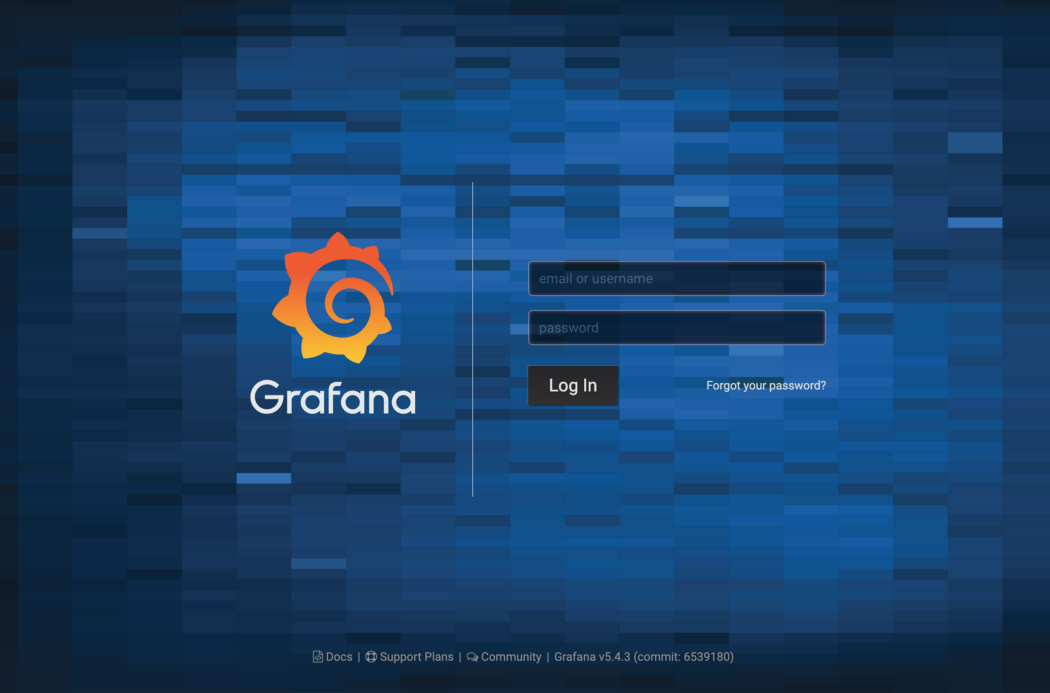 Grafana
email or username
password
Log In
Forgot your password?
Docs | Support Plans | Community | Grafana v5.4.3 (commit: 6539180)